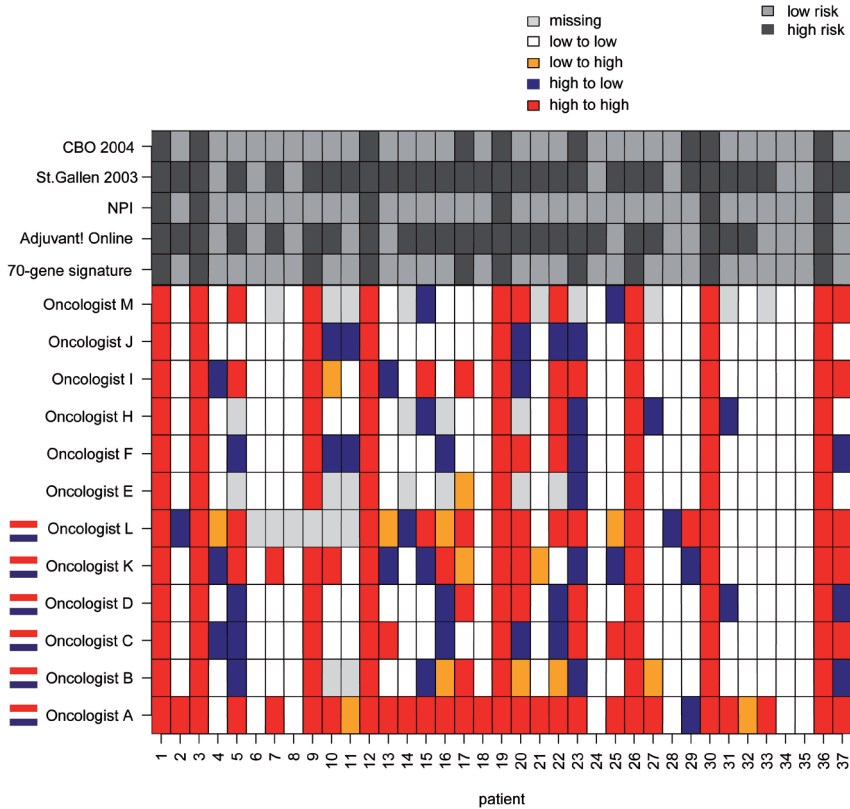 missing
low to low
low to high
high to low
high to high
low risk
high risk
CBO 2004
St.Gallen 2003
NPI
Adjuvant! Online
70-gene signature
Oncologist M
Oncologist J
Oncologist I
Oncologist H
Oncologist F
Oncologist E
Oncologist L
Oncologist K
Oncologist D
Oncologist C
Oncologist B
Oncologist A
1 2 3 4 5 6 7 8 9 10 11 12 13 14 15 16 17 18 19 20 21 22 23 24 25 26 27 28 29 30 31 32 33 34 35 36 37
patient